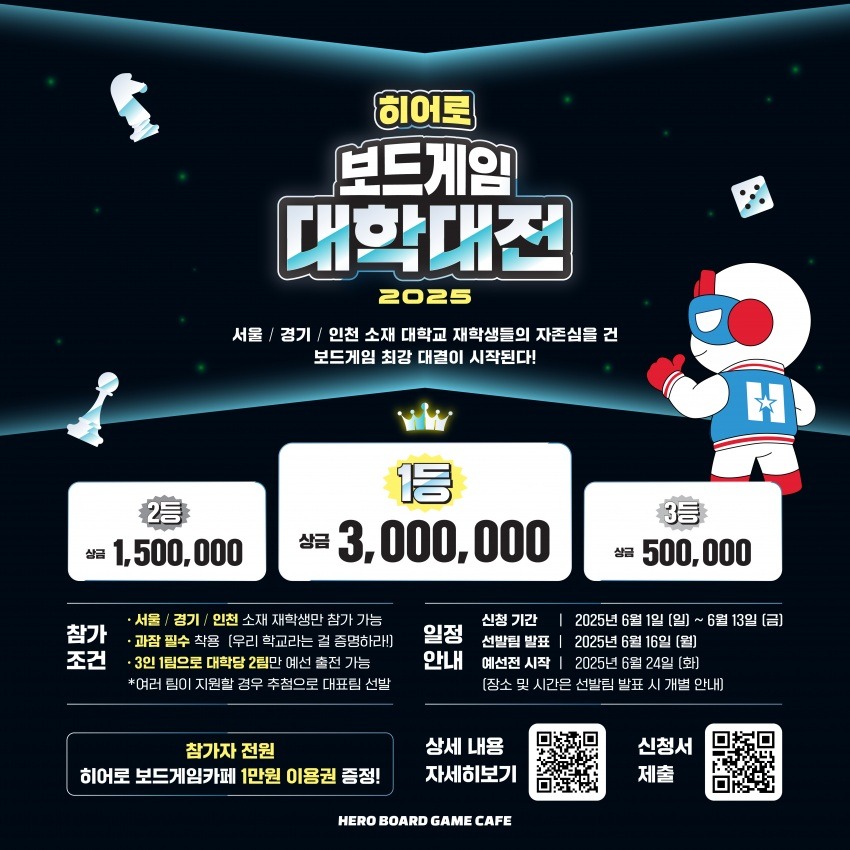 히어로
보드게임
대학대전
2025
서울 / 경기 / 인천 소재 대학교 재학생들의 자존심을 건
보드게임 최강 대결이 시작된다!
H
2등
상금 1,500,000
1등
상금 3,000,000
3등
상금 500,000
참가
조건
· 서울 / 경기 / 인천 소재 재학생만 참가 가능
· 과잠 필수 착용 (우리 학교라는 걸 증명하라!)
· 3인 1팀으로 대학당 2팀만 예선 출전 가능
*여러 팀이 지원할 경우 추첨으로 대표팀 선발
일정
안내
신청 기간 | 2025년 6월 1일 (일) ~ 6월 13일 (금)
선발팀 발표 | 2025년 6월 16일 (월)
예선전 시작 | 2025년 6월 24일 (화)
(장소 및 시간은 선발팀 발표 시 개별 안내)
참가자 전원
히어로 보드게임카페 1만원 이용권 증정!
상세 내용
자세히보기
신청서
제출
HERO BOARD GAME CAFE